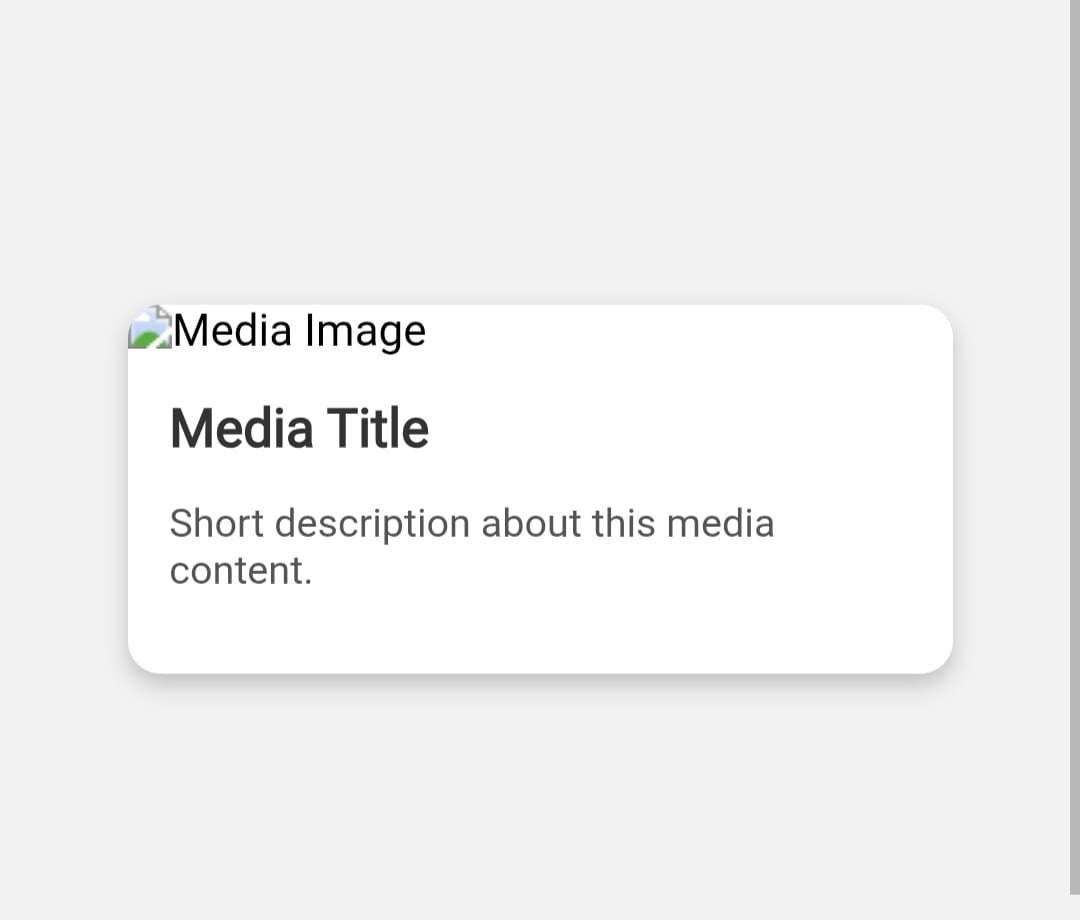 Media Image
Media Title
Short description about this media
content.